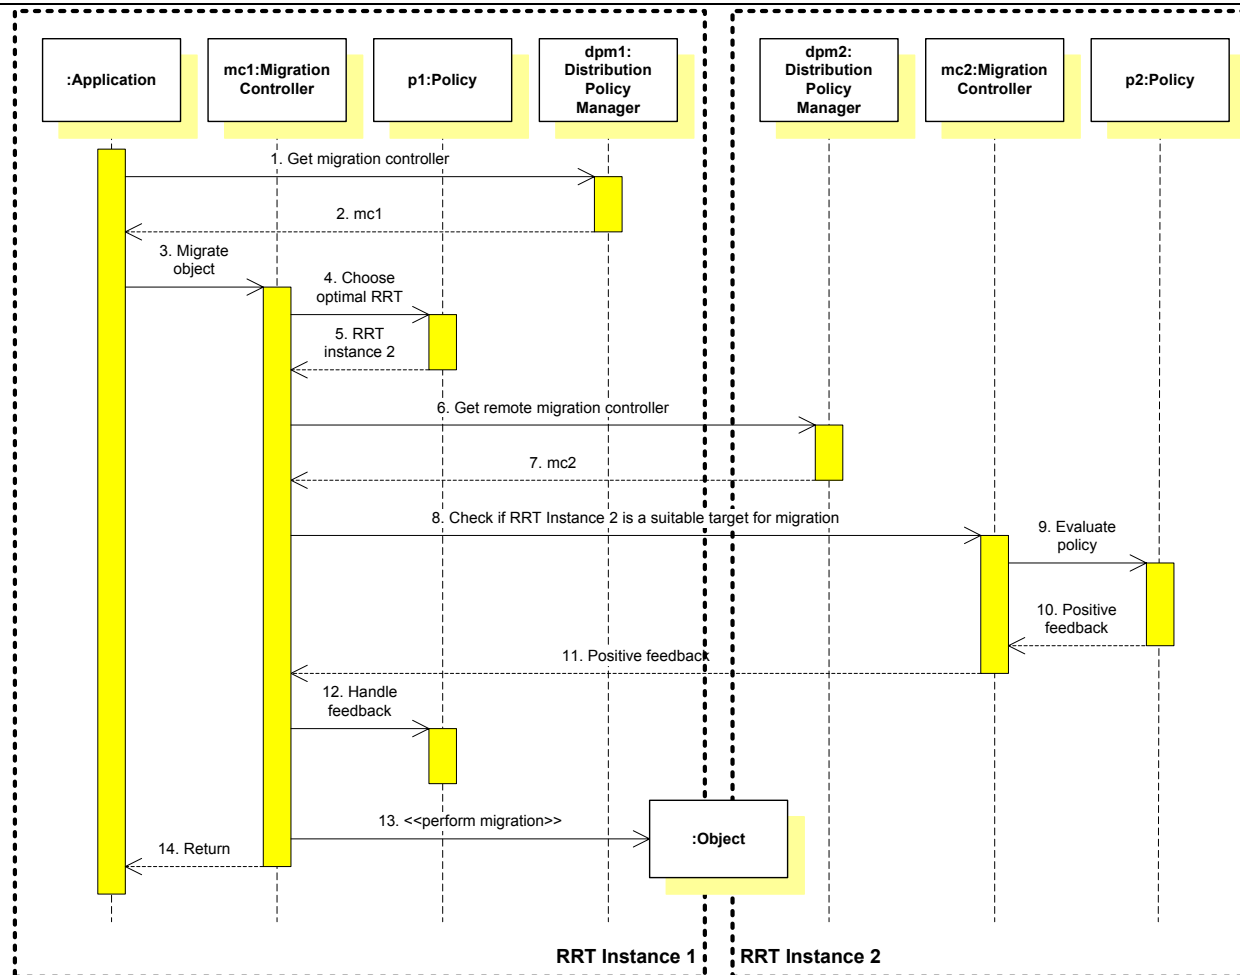 :Application
mc1:Migration
Controller
p1:Policy
dpm1:
Distribution
Policy
Manager
dpm2:
Distribution
Policy
Manager
mc2:Migration
Controller
p2:Policy
1. Get migration controller
2. mc1
3. Migrate
object
4. Choose
optimal RRT
5. RRT
instance 2
6. Get remote migration controller
7. mc2
8. Check if RRT Instance 2 is a suitable target for migration
9. Evaluate
policy
10. Positive
feedback
11. Positive feedback
12. Handle
feedback
13. <<perform migration>>
:Object
14. Return
RRT Instance 1
RRT Instance 2